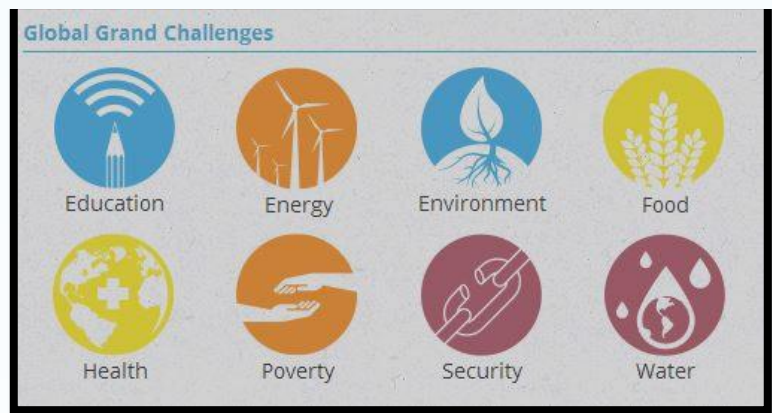 Global Grand Challenges
Education Energy Environment Food
Health Poverty Security Water